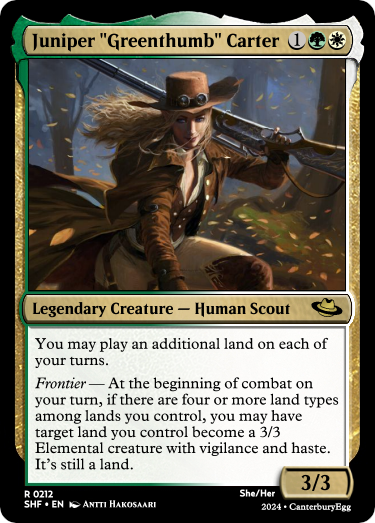 Juniper "Greenthumb" Carter 1
Legendary Creature — Human Scout
You may play an additional land on each of
your turns.
Frontier — At the beginning of combat on
your turn, if there are four or more land types
among lands you control, you may have
target land you control become a 3/3
Elemental creature with vigilance and haste.
It's still a land.
3/3
R 0212
SHF • EN Antti Hakosaari
She/Her
2024 • CanterburyEgg